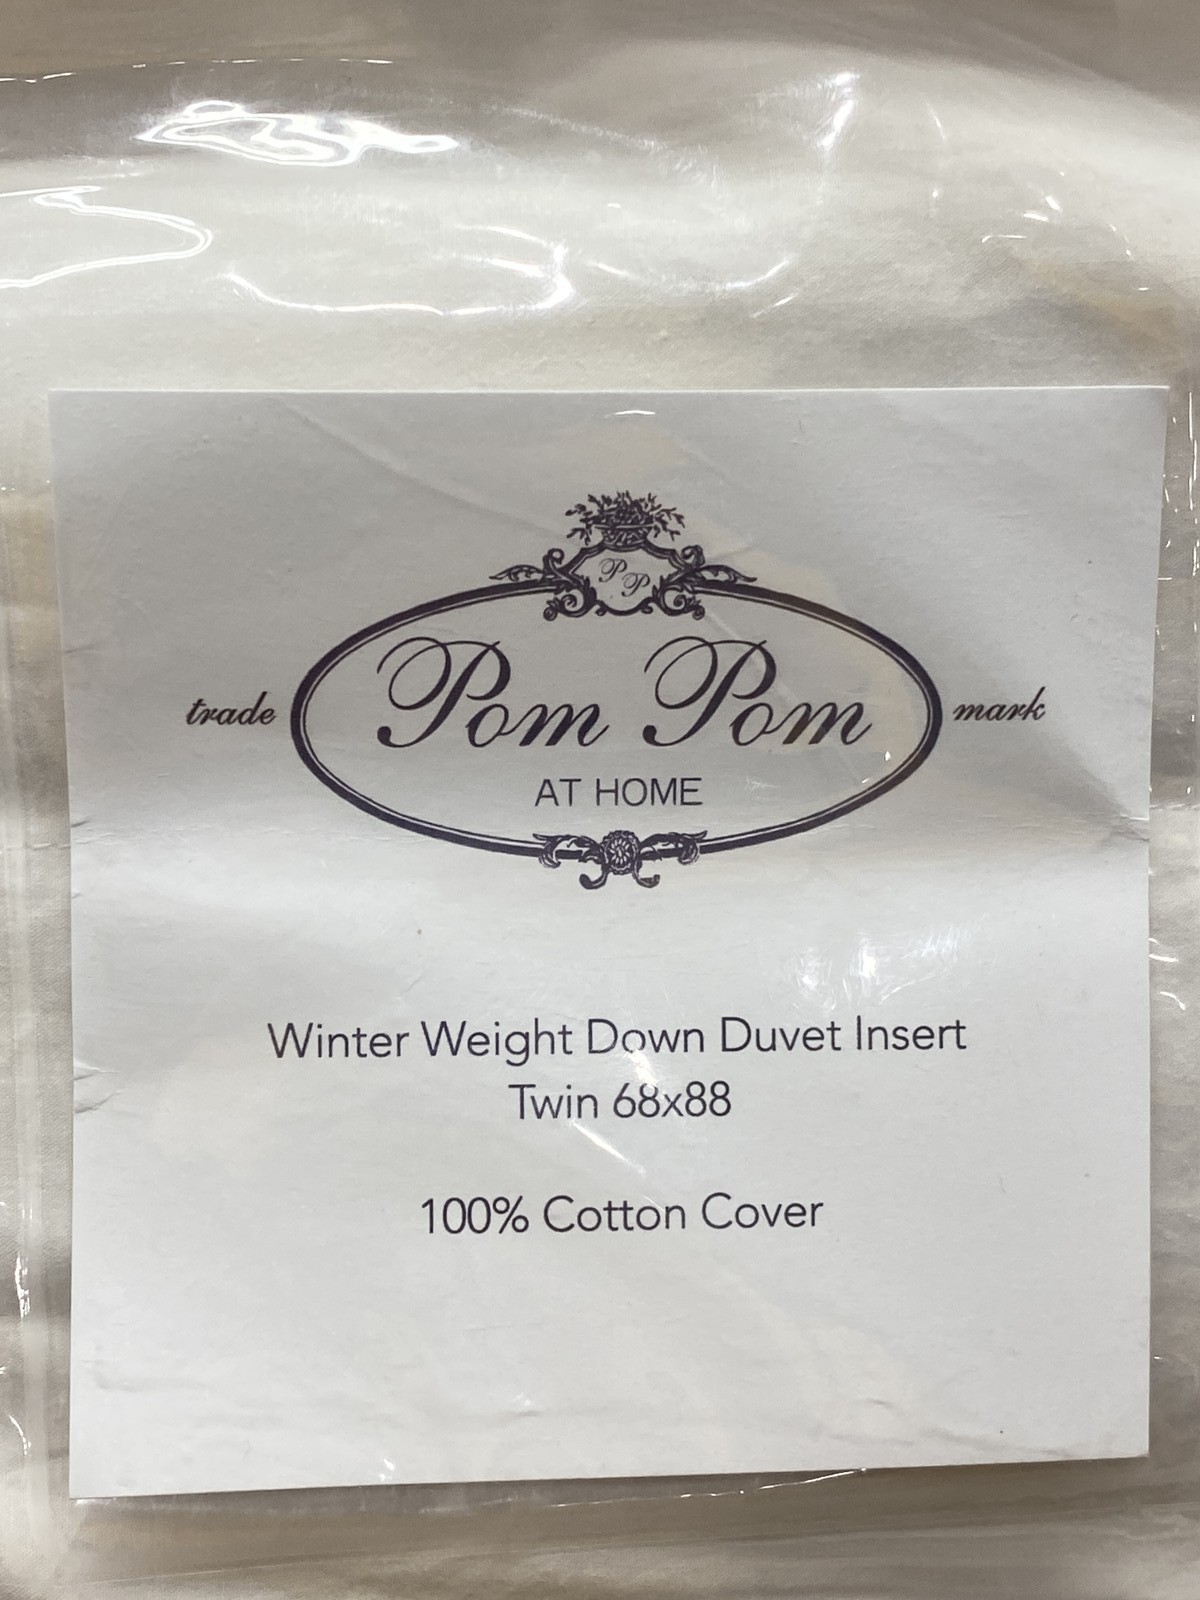 PP
trade Pom Pom mark
AT HOME
Winter Weight Down Duvet Insert
Twin 68x88
100% Cotton Cover